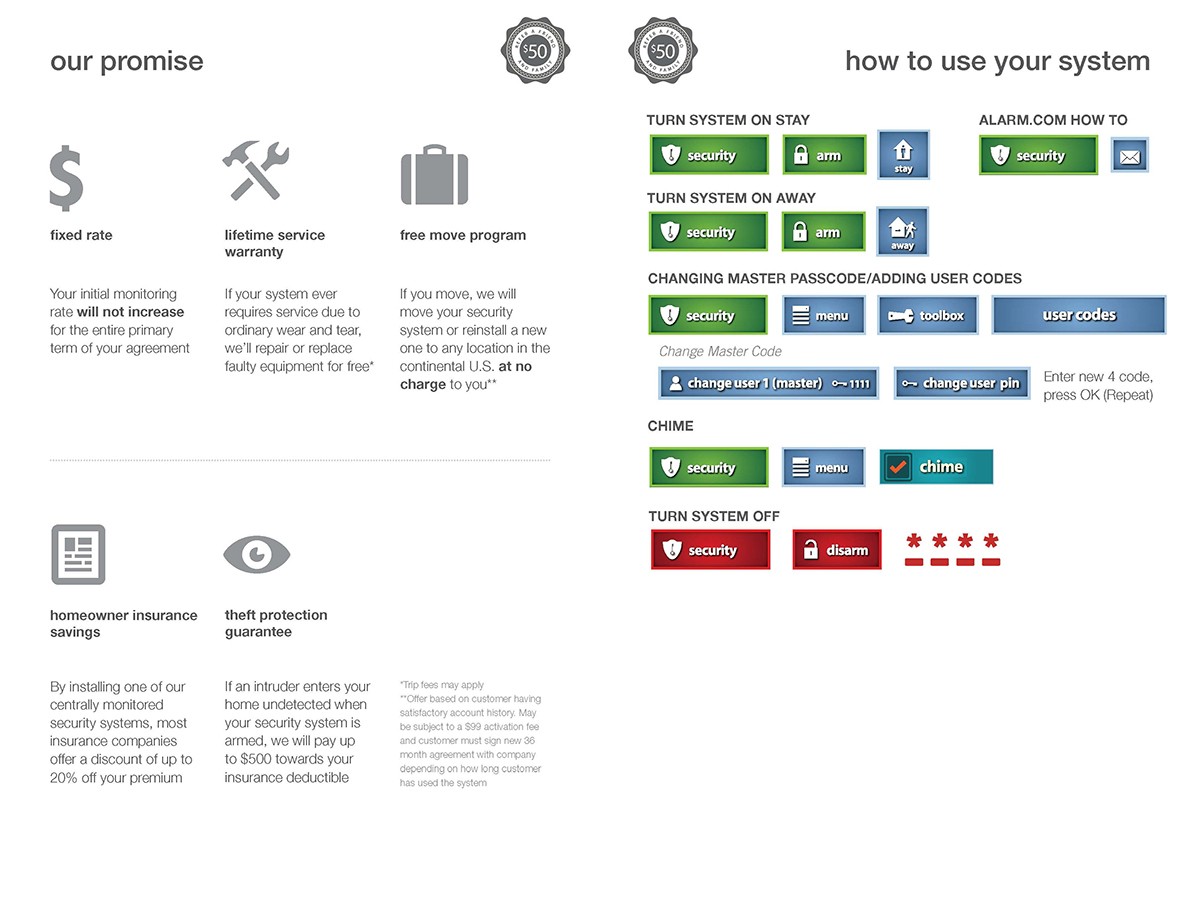 our promise
REFER A FRIEND
$50
AND FAMILY
fixed rate
Your initial monitoring
rate will not increase
for the entire primary
term of your agreement
lifetime service
warranty
If your system ever
requires service due to
ordinary wear and tear,
we'll repair or replace
faulty equipment for free*
free move program
If you move, we will
move your security
system or reinstall a new
one to any location in the
continental U.S. at no
charge to you**
homeowner insurance
savings
By installing one of our
centrally monitored
security systems, most
insurance companies
offer a discount of up to
20% off your premium
theft protection
guarantee
If an intruder enters your
home undetected when
your security system is
armed, we will pay up
to $500 towards your
insurance deductible
*Trip fees may apply
**Offer based on customer having
satisfactory account history. May
be subject to a $99 activation fee
and customer must sign new 36
month agreement with company
depending on how long customer
has used the system
REFER A FRIEND
$50
AND FAMILY
how to use your system
TURN SYSTEM ON STAY
security arm stay
ALARM.COM HOW TO
security
TURN SYSTEM ON AWAY
security arm away
CHANGING MASTER PASSCODE/ADDING USER CODES
security menu toolbox user codes
Change Master Code
change user 1 (master) 1111 change user pin
Enter new 4 code,
press OK (Repeat)
CHIME
security menu chime
TURN SYSTEM OFF
security disarm * * * *